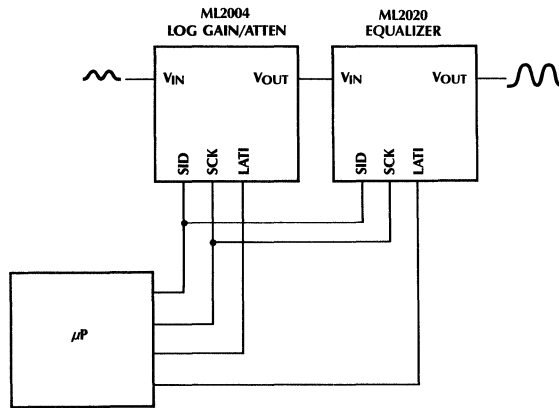 ML2004
LOG GAIN/ATTEN
ML2020
EQUALIZER
VIN
VOUT
VIN
VOUT
SID
SCK
LATI
SID
SCK
LATI
μP